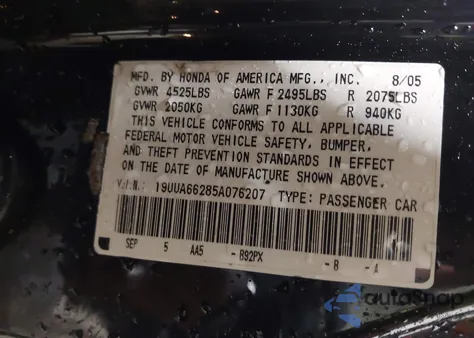 MFD. BY HONDA OF AMERICA MFG., INC. 8/05
GVWR 4525LBS GAWR F 2495LBS R 2075LBS
GVWR 2050KG GAWR F 1130KG R 940KG
THIS VEHICLE CONFORMS TO ALL APPLICABLE
FEDERAL MOTOR VEHICLE SAFETY, BUMPER,
AND THEFT PREVENTION STANDARDS IN EFFECT
ON THE DATE OF MANUFACTURE SHOWN ABOVE.
V.I.N. 19UUA66285A076207 TYPE: PASSENGER CAR
SEP 5 AA5 - B92PX -B -A
autoSnap